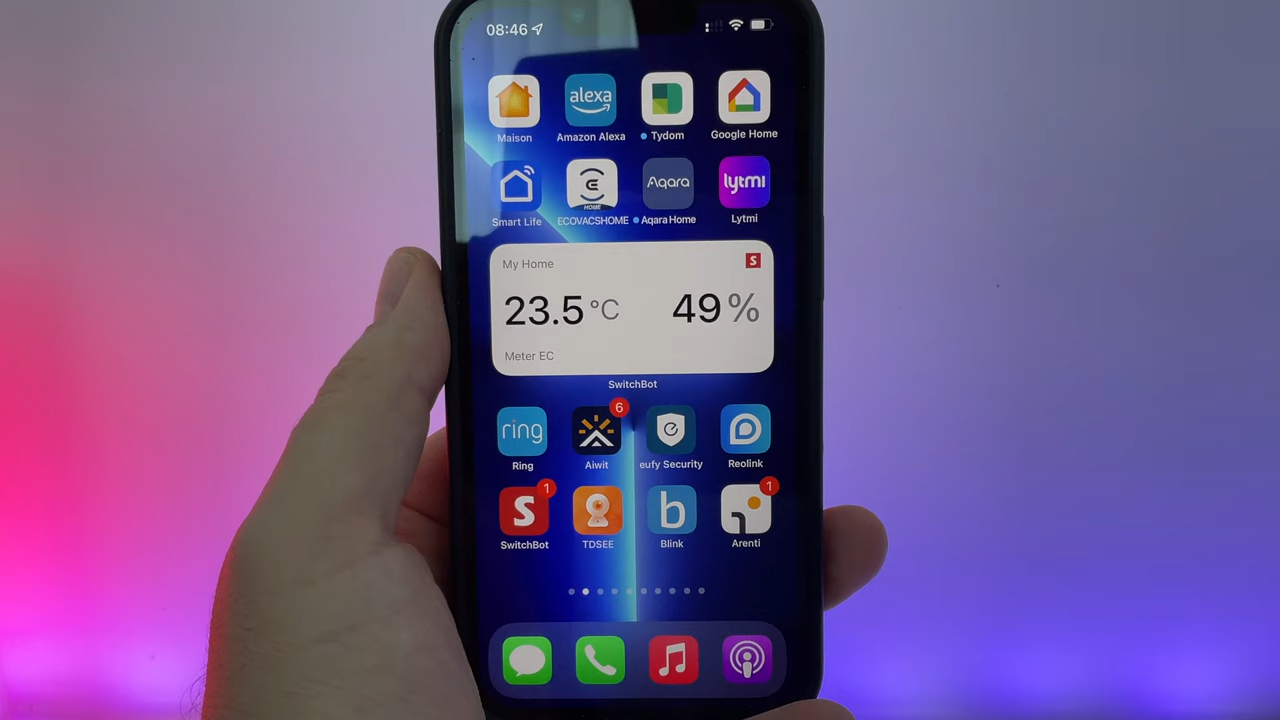 08:46
alexa
Maison
Amazon Alexa
Tydom
Google Home
Aqara
lytmi
HOME
Smart Life
ECOVACSHOME
Aqara Home
Lytmi
My Home
S
23.5 °C
49 %
Meter EC
SwitchBot
6
ring
Ring
Aiwit
eufy Security
Reolink
1
1
S
b
SwitchBot
TDSEE
Blink
Arenti